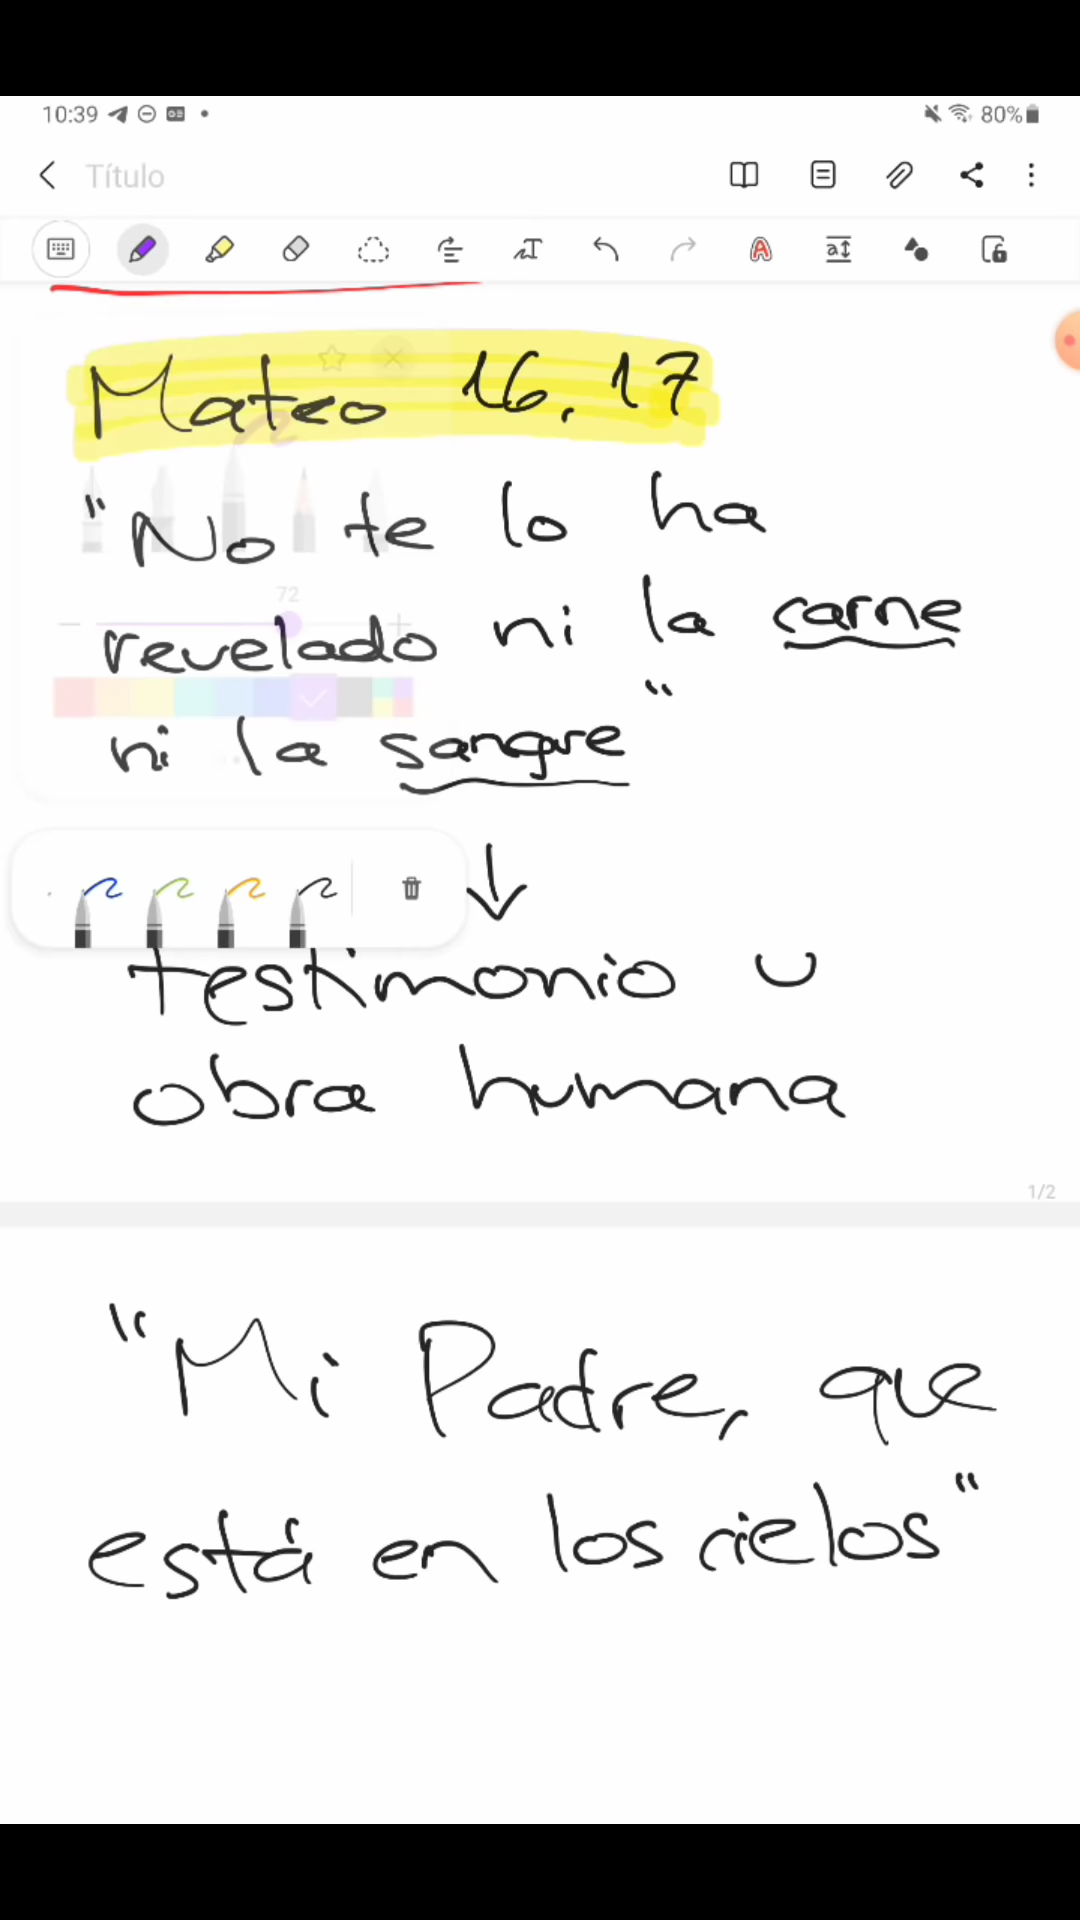 10:39
80%
Título
Mateo 16.17
"No te lo ha
72
revelado ni la carne
ni la sangre"
testimonio u
obra humana
1/2
"Mi Padre, que
está en los cielos"